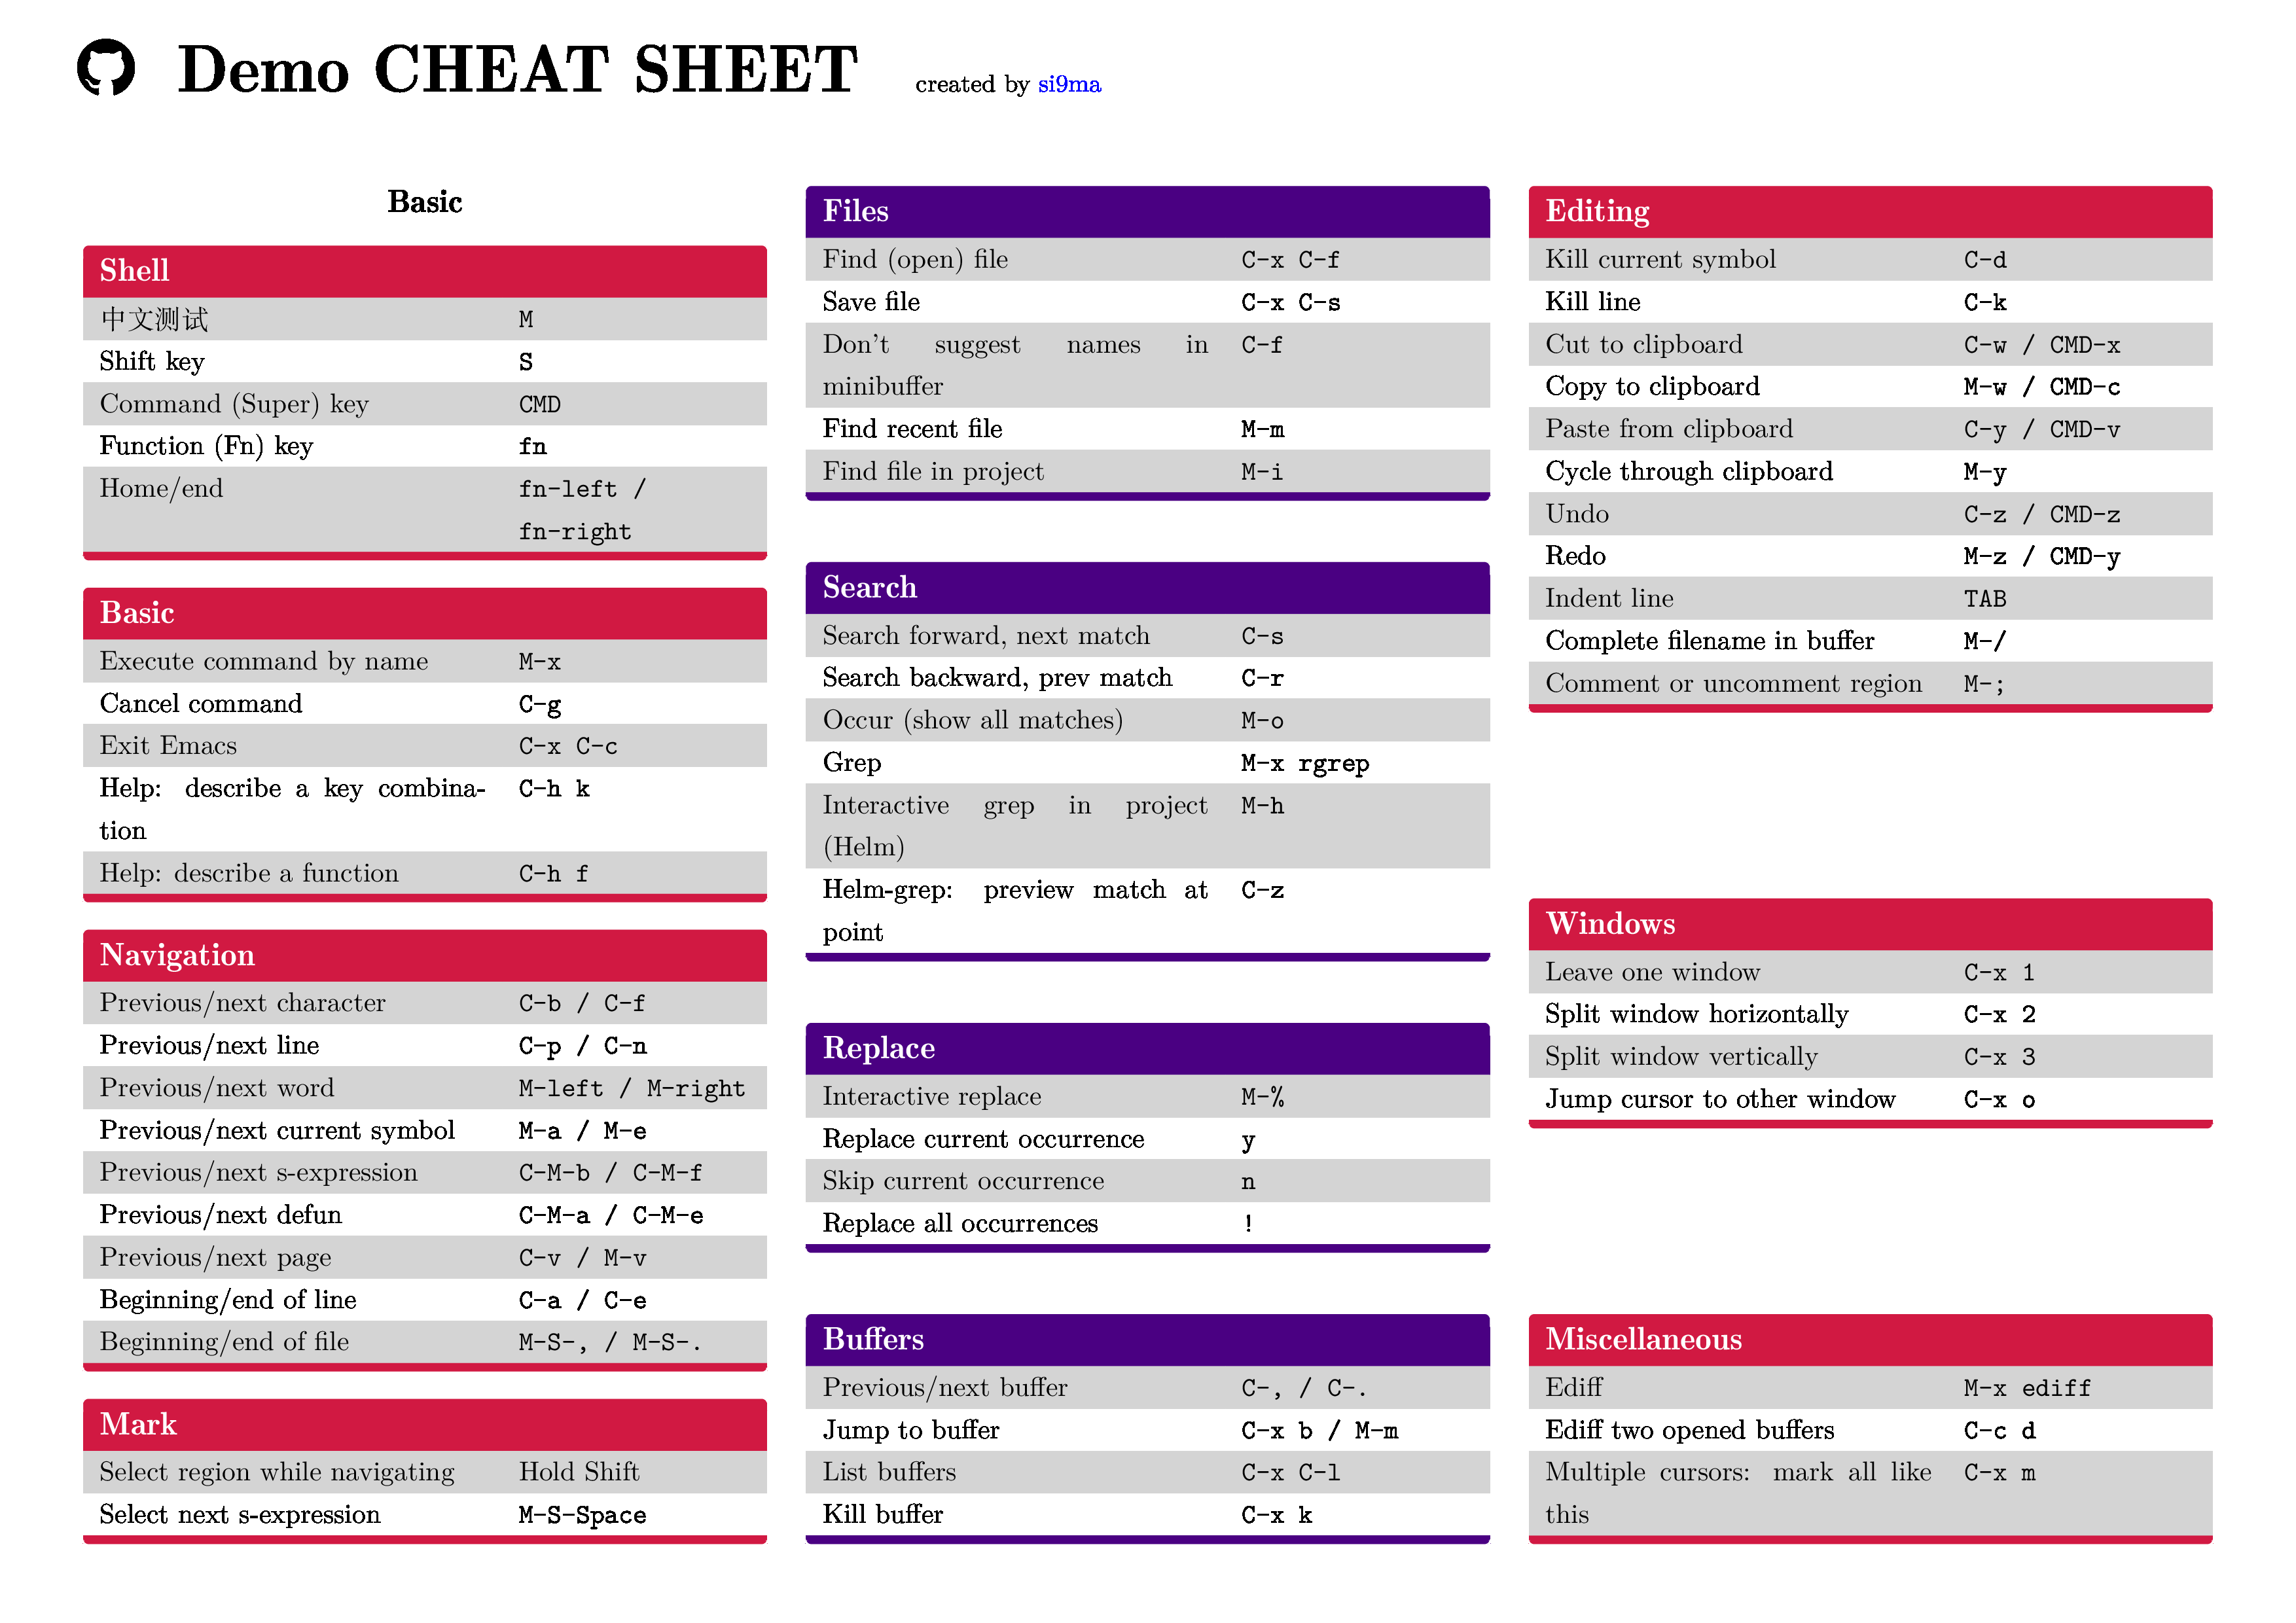 Demo CHEAT SHEET created by si9ma
Basic
Shell
中文测试 M
Shift key S
Command (Super) key CMD
Function (Fn) key fn
Home/end fn-left /
fn-right
Basic
Execute command by name M-x
Cancel command C-g
Exit Emacs C-x C-c
Help: describe a key combina- C-h k
tion
Help: describe a function C-h f
Navigation
Previous/next character C-b / C-f
Previous/next line C-p / C-n
Previous/next word M-left / M-right
Previous/next current symbol M-a / M-e
Previous/next s-expression C-M-b / C-M-f
Previous/next defun C-M-a / C-M-e
Previous/next page C-v / M-v
Beginning/end of line C-a / C-e
Beginning/end of file M-S-, / M-S-.
Mark
Select region while navigating Hold Shift
Select next s-expression M-S-Space
Files
Find (open) file C-x C-f
Save file C-x C-s
Don't suggest names in C-f
minibuffer
Find recent file M-m
Find file in project M-i
Search
Search forward, next match C-s
Search backward, prev match C-r
Occur (show all matches) M-o
Grep M-x rgrep
Interactive grep in project M-h
(Helm)
Helm-grep: preview match at C-z
point
Replace
Interactive replace M-%
Replace current occurrence y
Skip current occurrence n
Replace all occurrences !
Buffers
Previous/next buffer C-, / C-.
Jump to buffer C-x b / M-m
List buffers C-x C-l
Kill buffer C-x k
Editing
Kill current symbol C-d
Kill line C-k
Cut to clipboard C-w / CMD-x
Copy to clipboard M-w / CMD-c
Paste from clipboard C-y / CMD-v
Cycle through clipboard M-y
Undo C-z / CMD-z
Redo M-z / CMD-y
Indent line TAB
Complete filename in buffer M-/
Comment or uncomment region M-;
Windows
Leave one window C-x 1
Split window horizontally C-x 2
Split window vertically C-x 3
Jump cursor to other window C-x o
Miscellaneous
Ediff M-x ediff
Ediff two opened buffers C-c d
Multiple cursors: mark all like C-x m
this